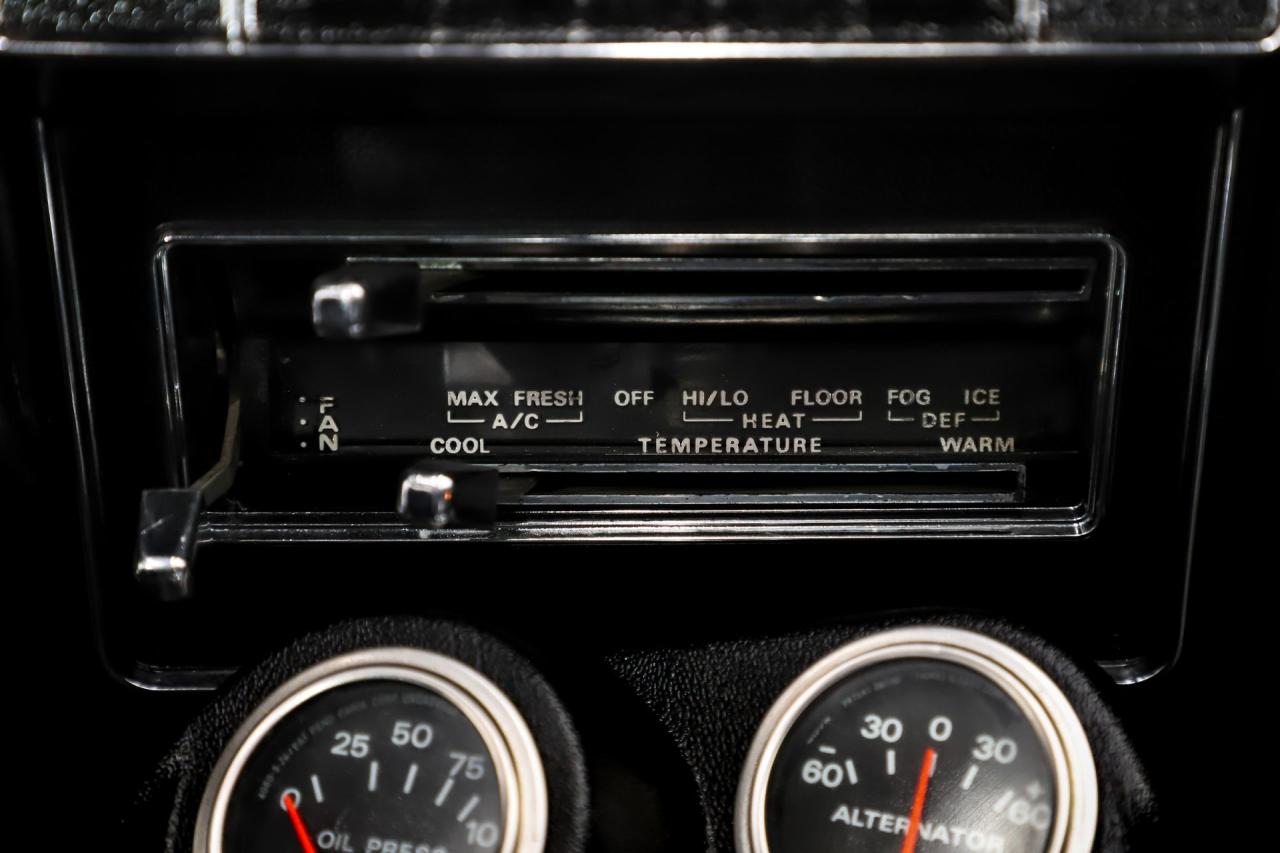 FAN
MAX FRESH OFF HI/LO FLOOR FOG ICE
A/C HEAT DEF
COOL TEMPERATURE WARM
0 25 50 75 10
OIL PRESS
60 30 0 30 60
- +
ALTERNATOR